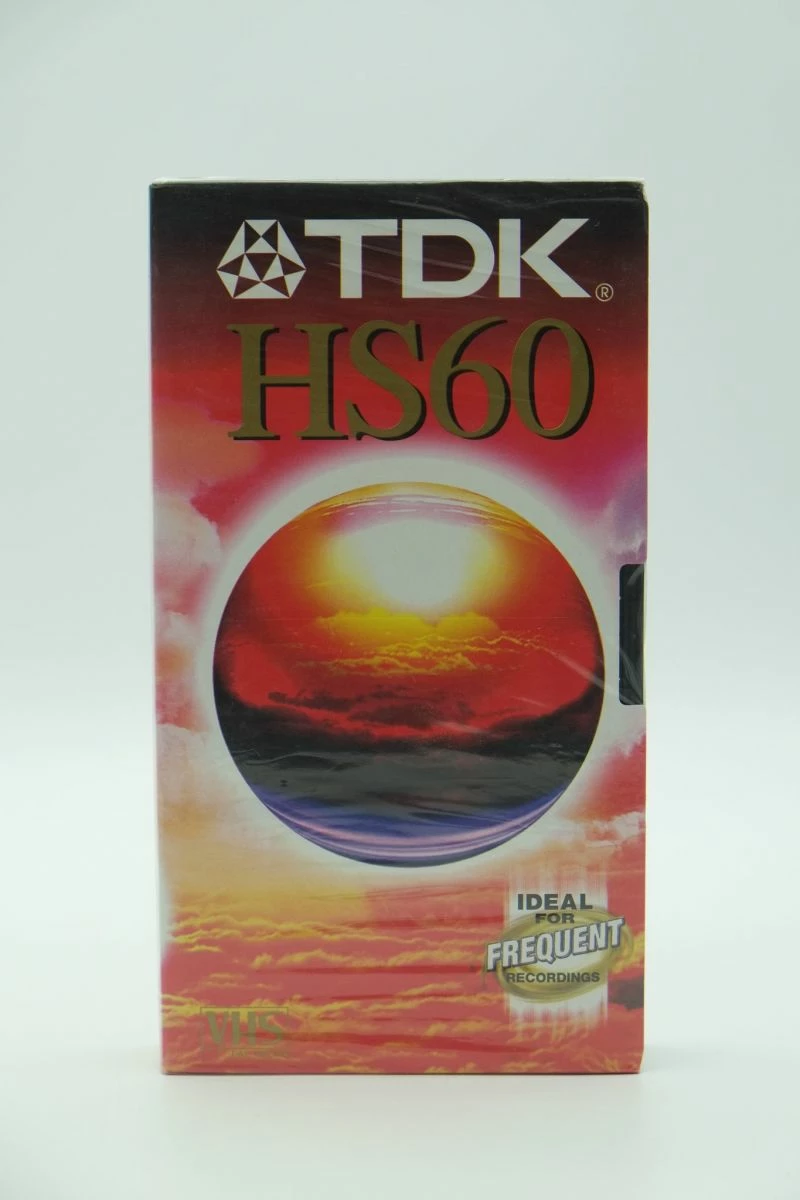 TDK®
HS60
IDEAL
FOR
FREQUENT
RECORDINGS
VHS